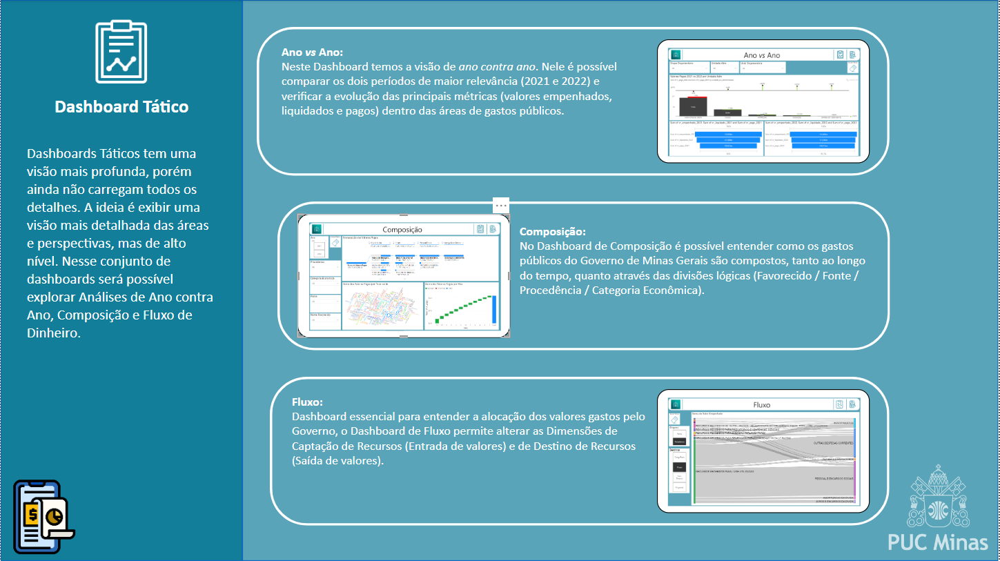 Dashboard Tático
Dashboards Táticos tem uma
visão mais profunda, porém
ainda não carregam todos os
detalhes. A ideia é exibir uma
visão mais detalhada das áreas
e perspectivas, mas de alto
nível. Nesse conjunto de
dashboards será possível
explorar Análises de Ano contra
Ano, Composição e Fluxo de
Dinheiro.
Ano vs Ano:
Neste Dashboard temos a visão de ano contra ano. Nele é possível
comparar os dois períodos de maior relevância (2021 e 2022) e
verificar a evolução das principais métricas (valores empenhados,
liquidados e pagos) dentro das áreas de gastos públicos.
Ano vs Ano
Composição
Composição:
No Dashboard de Composição é possível entender como os gastos
públicos do Governo de Minas Gerais são compostos, tanto ao longo
do tempo, quanto através das divisões lógicas (Favorecido / Fonte /
Procedência / Categoria Econômica).
Fluxo:
Dashboard essencial para entender a alocação dos valores gastos pelo
Governo, o Dashboard de Fluxo permite alterar as Dimensões de
Captação de Recursos (Entrada de valores) e de Destino de Recursos
(Saída de valores).
Fluxo
OUTRAS DESPESAS CORRENTES
PESSOAL E ENCARGOS SOCIAIS
PUC Minas